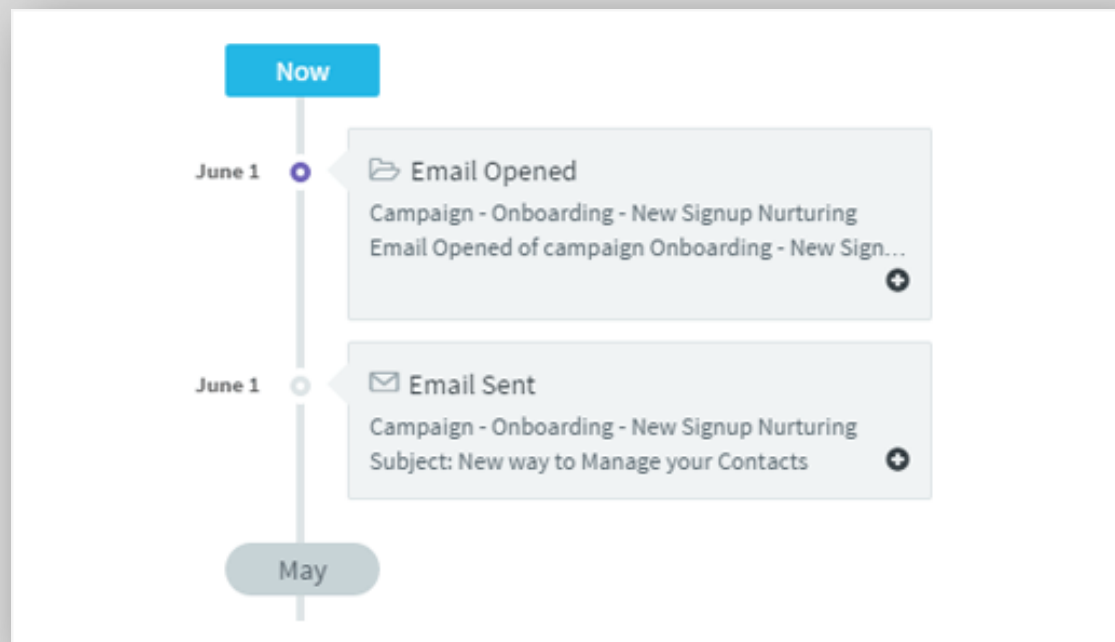 Now
June 1
Email Opened
Campaign - Onboarding - New Signup Nurturing
Email Opened of campaign Onboarding - New Sign...
June 1
Email Sent
Campaign - Onboarding - New Signup Nurturing
Subject: New way to Manage your Contacts
May